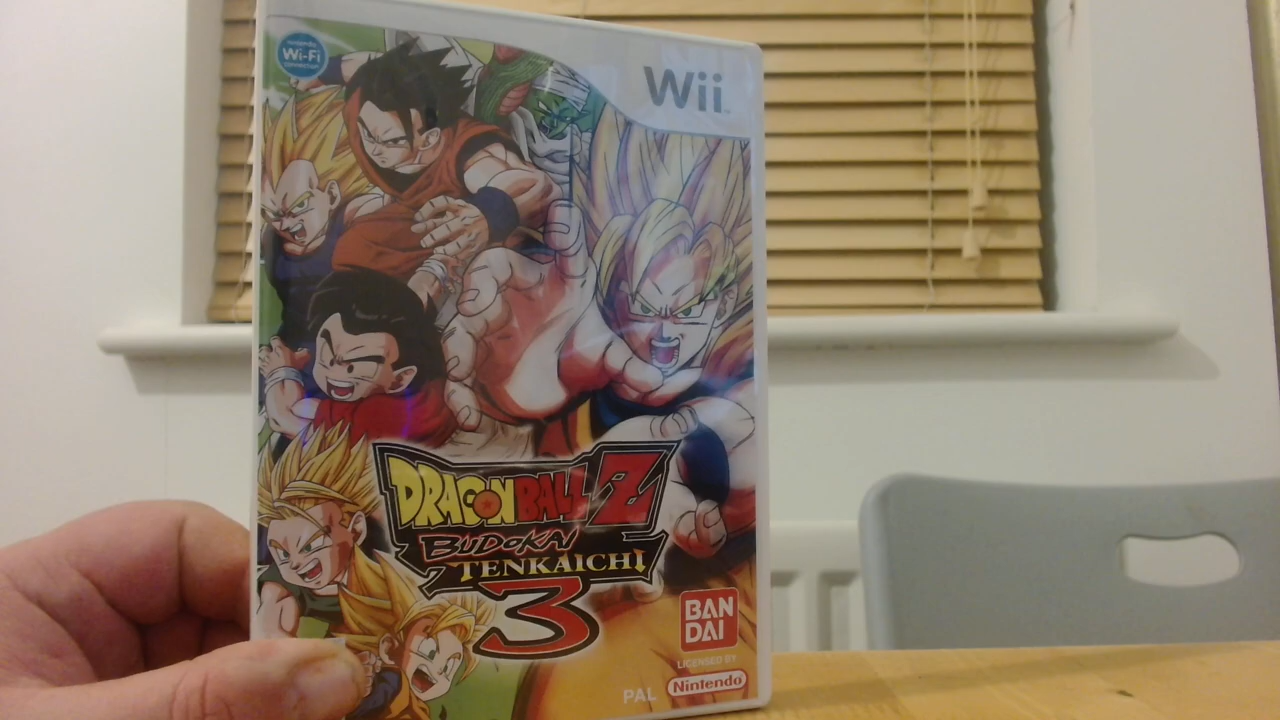 Nintendo
Wi-Fi
CONNECTION
Wii
DRAGON BALL Z
BUDOKAI
TENKAICHI
3
BAN
DAI
LICENSED BY
Nintendo
PAL